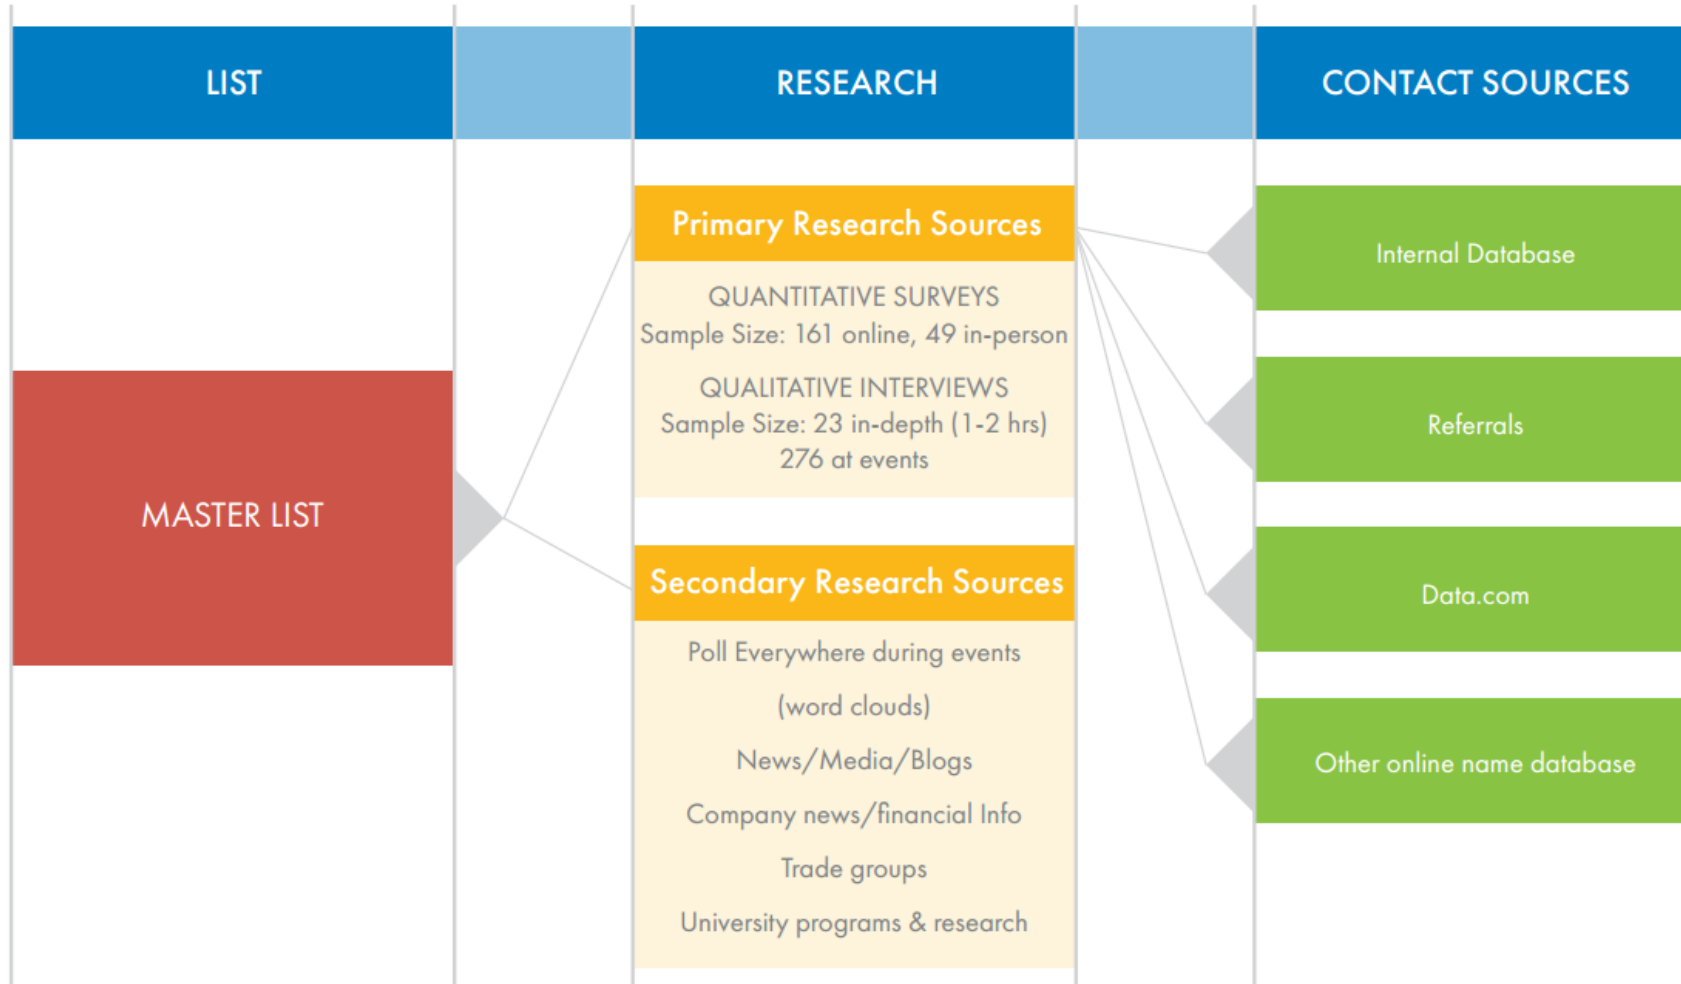 LIST
RESEARCH
CONTACT SOURCES
MASTER LIST
Primary Research Sources
QUANTITATIVE SURVEYS
Sample Size: 161 online, 49 in-person
QUALITATIVE INTERVIEWS
Sample Size: 23 in-depth (1-2 hrs)
276 at events
Secondary Research Sources
Poll Everywhere during events
(word clouds)
News/Media/Blogs
Company news/financial Info
Trade groups
University programs & research
Internal Database
Referrals
Data.com
Other online name database